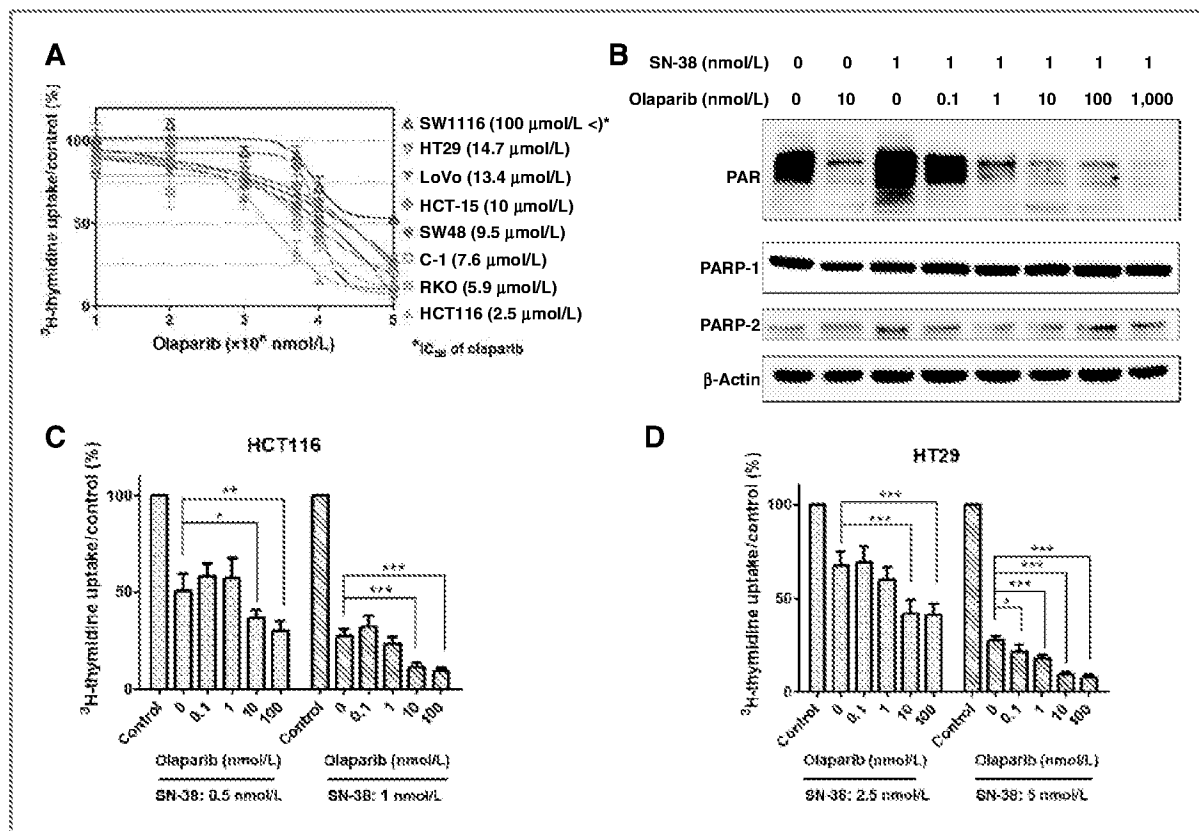 A
³H-thymidine uptake/control (%)
100
50
0
1 2 3 4 5
Olaparib (×10ⁿ nmol/L)
SW1116 (100 μmol/L <)*
HT29 (14.7 μmol/L)
LoVo (13.4 μmol/L)
HCT-15 (10 μmol/L)
SW48 (9.5 μmol/L)
C-1 (7.6 μmol/L)
RKO (5.9 μmol/L)
HCT116 (2.5 μmol/L)
*IC₅₀ of olaparib
B
SN-38 (nmol/L) 0 0 1 1 1 1 1 1
Olaparib (nmol/L) 0 10 0 0.1 1 10 100 1,000
PAR
PARP-1
PARP-2
β-Actin
C
HCT116
³H-thymidine uptake/control (%)
100
50
0
** 
*
***
***
Control 0 0.1 1 10 100 Control 0 0.1 1 10 100
Olaparib (nmol/L) Olaparib (nmol/L)
SN-38: 0.5 nmol/L SN-38: 1 nmol/L
D
HT29
³H-thymidine uptake/control (%)
100
50
0
***
***
***
***
***
*
Control 0 0.1 1 10 100 Control 0 0.1 1 10 100
Olaparib (nmol/L) Olaparib (nmol/L)
SN-38: 2.5 nmol/L SN-38: 5 nmol/L